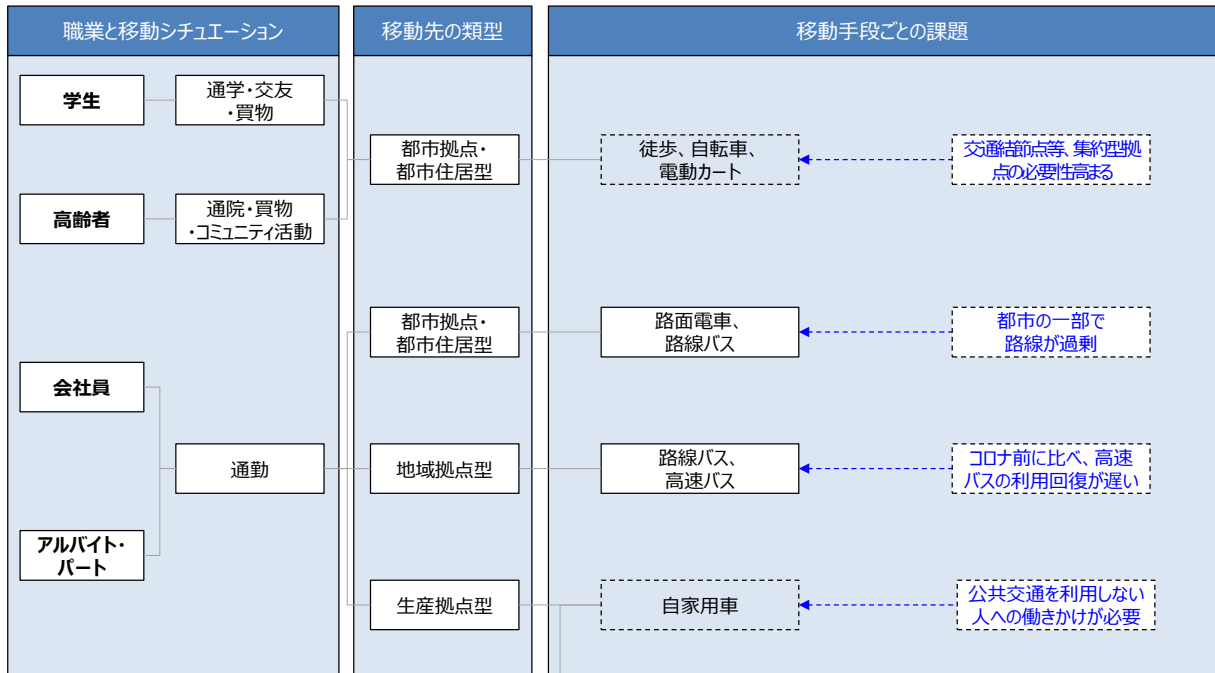 職業と移動シチュエーション
移動先の類型
移動手段ごとの課題
学生
通学・交友
・買物
高齢者
通院・買物
・コミュニティ活動
都市拠点・
都市住居型
徒歩、自転車、
電動カート
交通結節点等、集約型拠
点の必要性高まる
会社員
アルバイト・
パート
通勤
都市拠点・
都市住居型
路面電車、
路線バス
都市の一部で
路線が過剰
地域拠点型
路線バス、
高速バス
コロナ前に比べ、高速
バスの利用回復が遅い
生産拠点型
自家用車
公共交通を利用しない
人への働きかけが必要